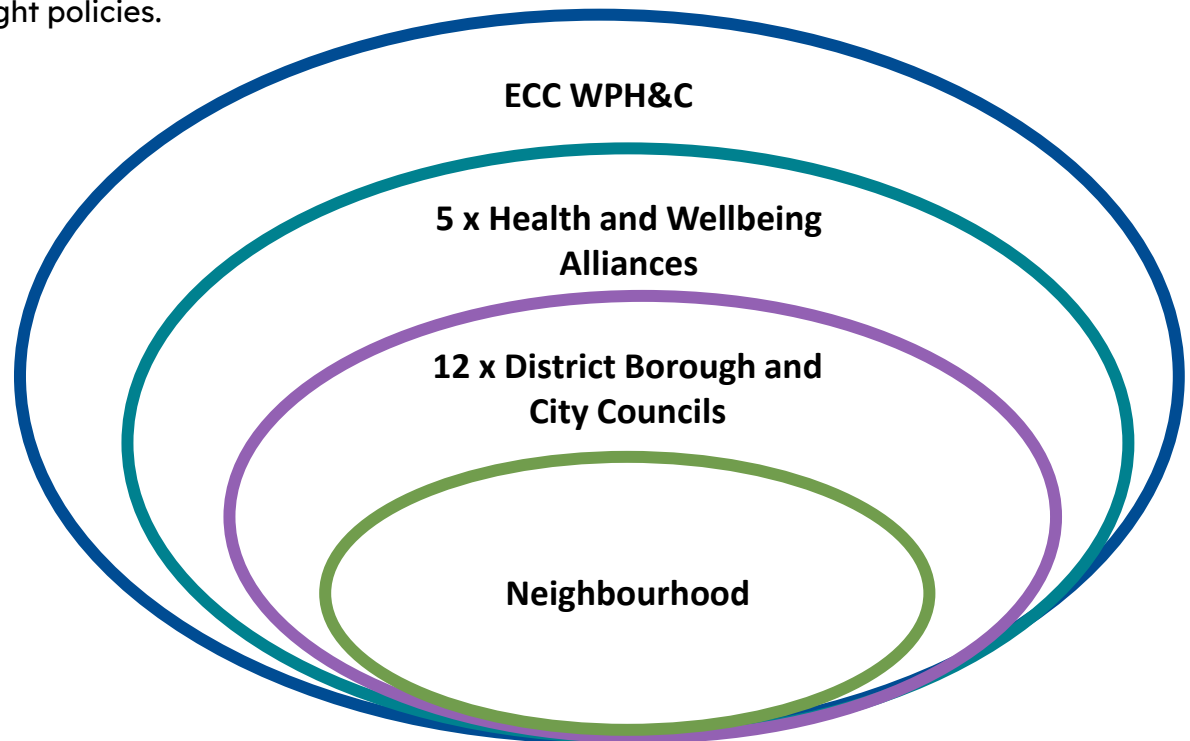 ght policies.
ECC WPH&C
5 x Health and Wellbeing
Alliances
12 x District Borough and
City Councils
Neighbourhood